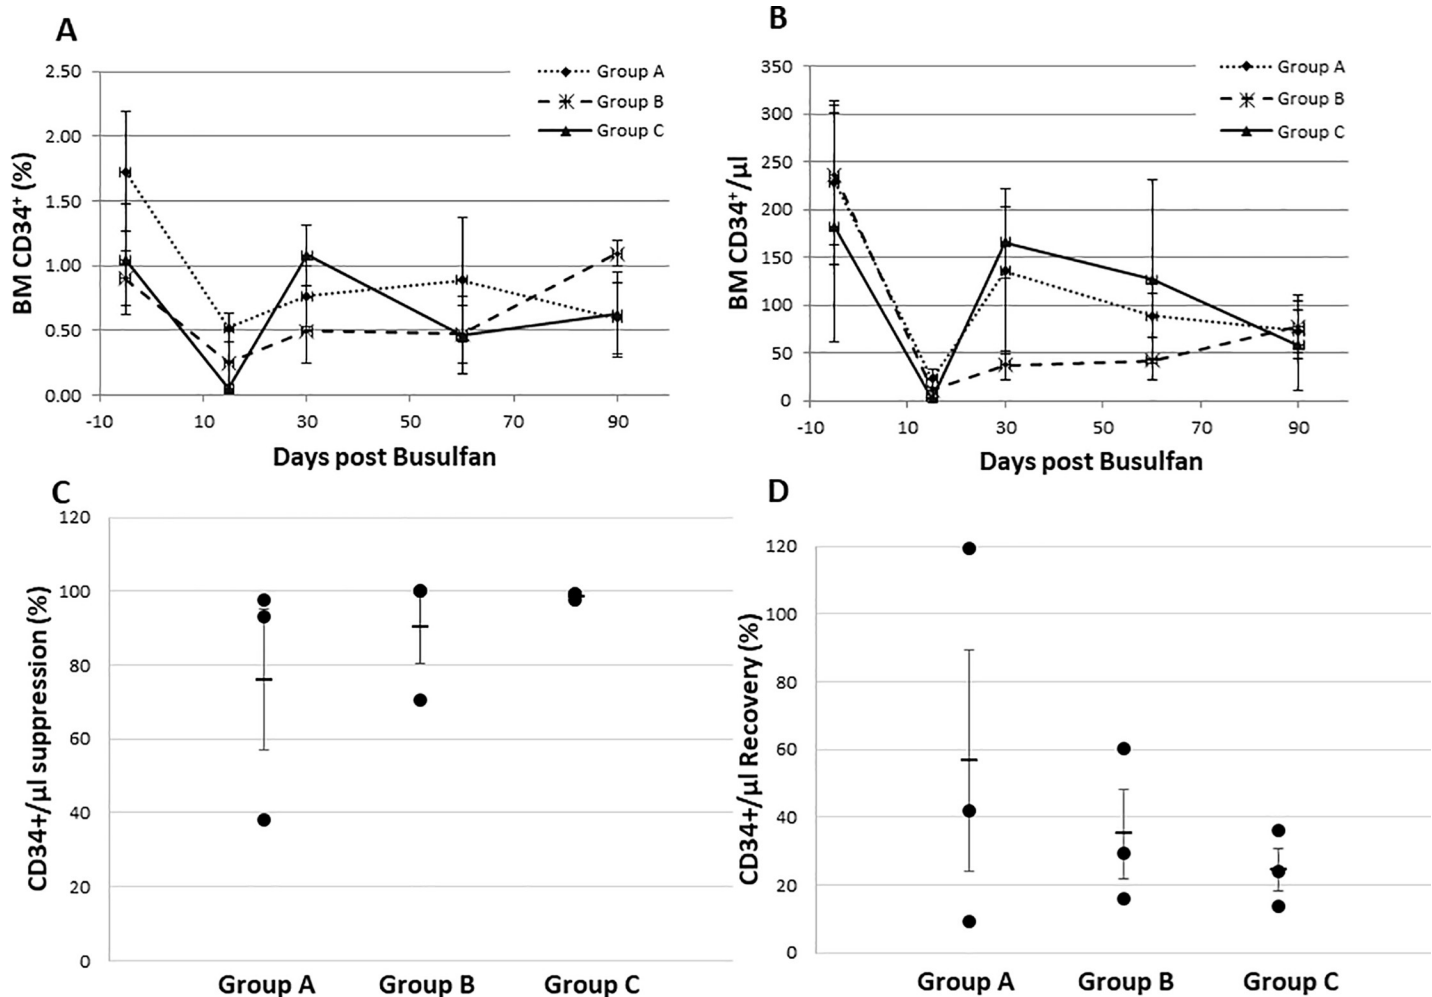 A
2.50
2.00
1.50
1.00
0.50
0.00
-10
10
30
50
70
90
BM CD34⁺ (%)
Days post Busulfan
Group A
Group B
Group C
B
350
300
250
200
150
100
50
0
-10
10
30
50
70
90
BM CD34⁺/µl
Days post Busulfan
Group A
Group B
Group C
C
120
100
80
60
40
20
0
CD34+/µl suppression (%)
Group A
Group B
Group C
D
120
100
80
60
40
20
0
CD34+/µl Recovery (%)
Group A
Group B
Group C